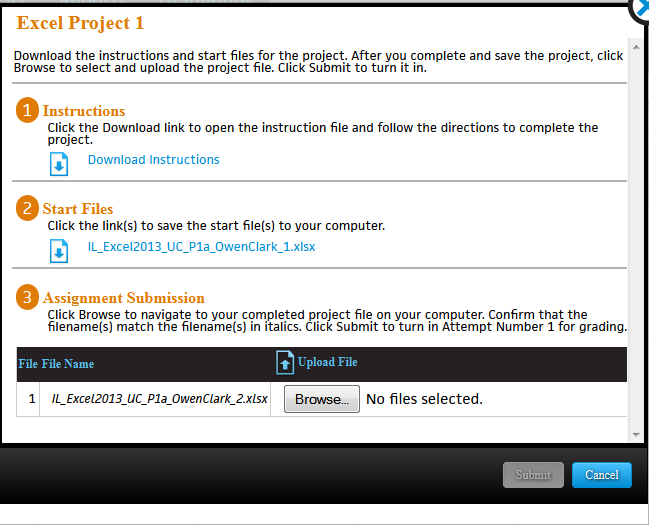 Excel Project 1
Download the instructions and start files for the project. After you complete and save the project, click
Browse to select and upload the project file. Click Submit to turn it in.
1 Instructions
Click the Download link to open the instruction file and follow the directions to complete the
project.
Download Instructions
2 Start Files
Click the link(s) to save the start file(s) to your computer.
IL_Excel2013_UC_P1a_OwenClark_1.xlsx
3 Assignment Submission
Click Browse to navigate to your completed project file on your computer. Confirm that the
filename(s) match the filename(s) in italics. Click Submit to turn in Attempt Number 1 for grading.
File File Name Upload File
1 IL_Excel2013_UC_P1a_OwenClark_2.xlsx Browse... No files selected.
Submit Cancel